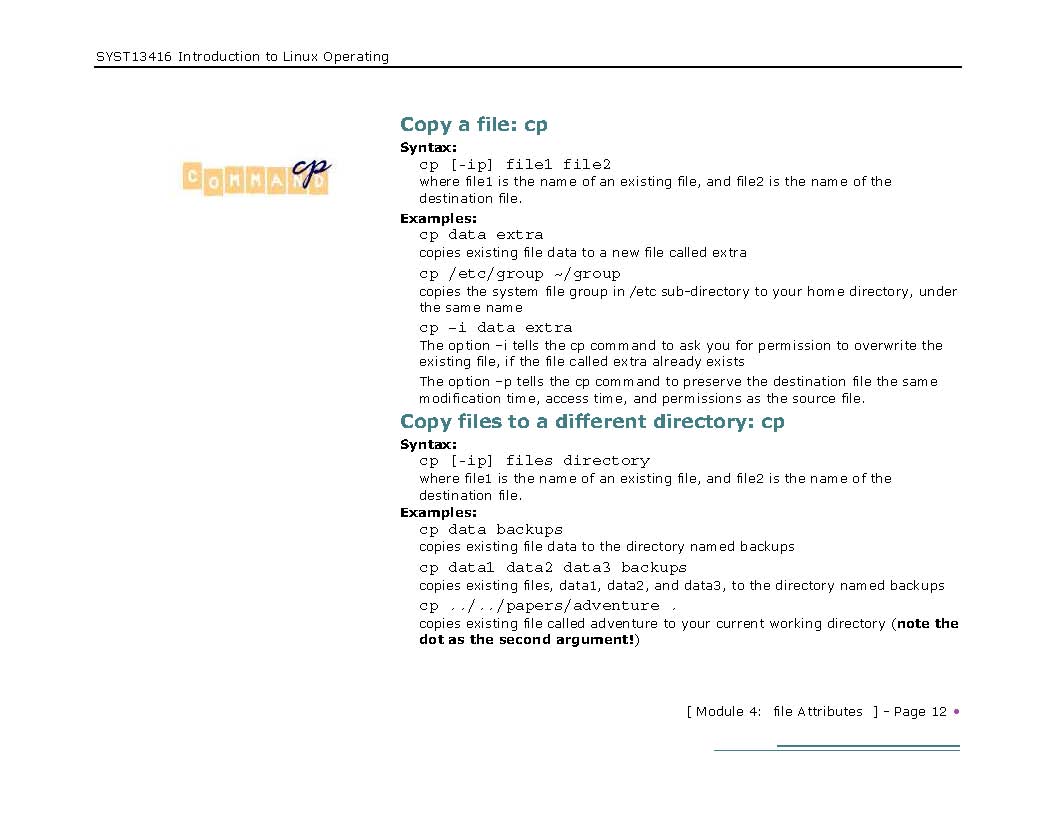 SYST13416 Introduction to Linux Operating
COMMAND cp
Copy a file: cp
Syntax:
cp [-ip] file1 file2
where file1 is the name of an existing file, and file2 is the name of the
destination file.
Examples:
cp data extra
copies existing file data to a new file called extra
cp /etc/group ~/group
copies the system file group in /etc sub-directory to your home directory, under
the same name
cp –i data extra
The option –i tells the cp command to ask you for permission to overwrite the
existing file, if the file called extra already exists
The option –p tells the cp command to preserve the destination file the same
modification time, access time, and permissions as the source file.
Copy files to a different directory: cp
Syntax:
cp [-ip] files directory
where file1 is the name of an existing file, and file2 is the name of the
destination file.
Examples:
cp data backups
copies existing file data to the directory named backups
cp data1 data2 data3 backups
copies existing files, data1, data2, and data3, to the directory named backups
cp ../../papers/adventure .
copies existing file called adventure to your current working directory (note the
dot as the second argument!)
[ Module 4: file Attributes ] - Page 12 •